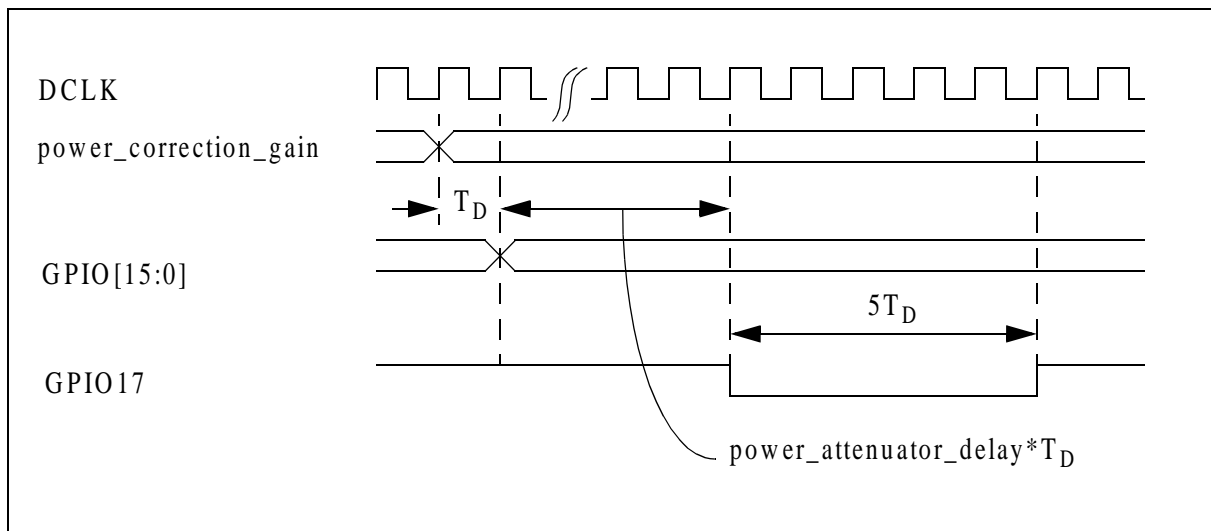 DCLK
power_correction_gain
T_D
GPIO[15:0]
5T_D
GPIO17
power_attenuator_delay*T_D